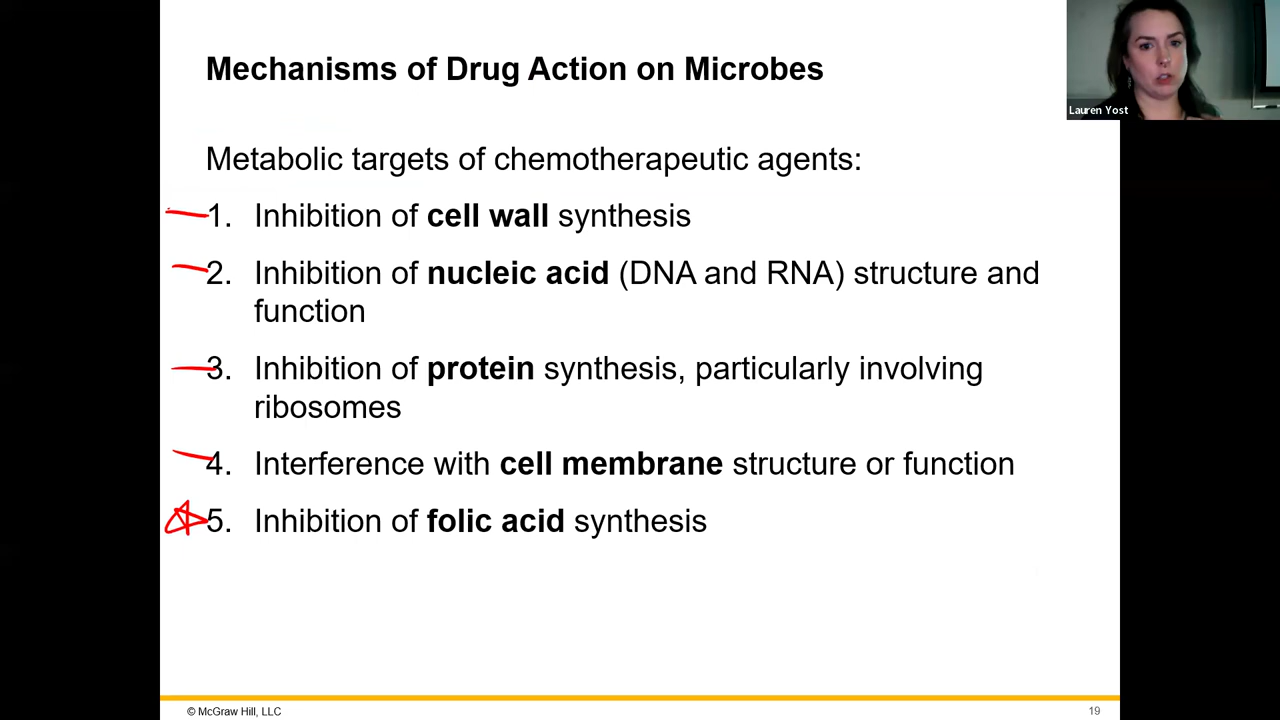 Mechanisms of Drug Action on Microbes
Lauren Yost
Metabolic targets of chemotherapeutic agents:
1. Inhibition of cell wall synthesis
2. Inhibition of nucleic acid (DNA and RNA) structure and
function
3. Inhibition of protein synthesis, particularly involving
ribosomes
4. Interference with cell membrane structure or function
5. Inhibition of folic acid synthesis
© McGraw Hill, LLC
19